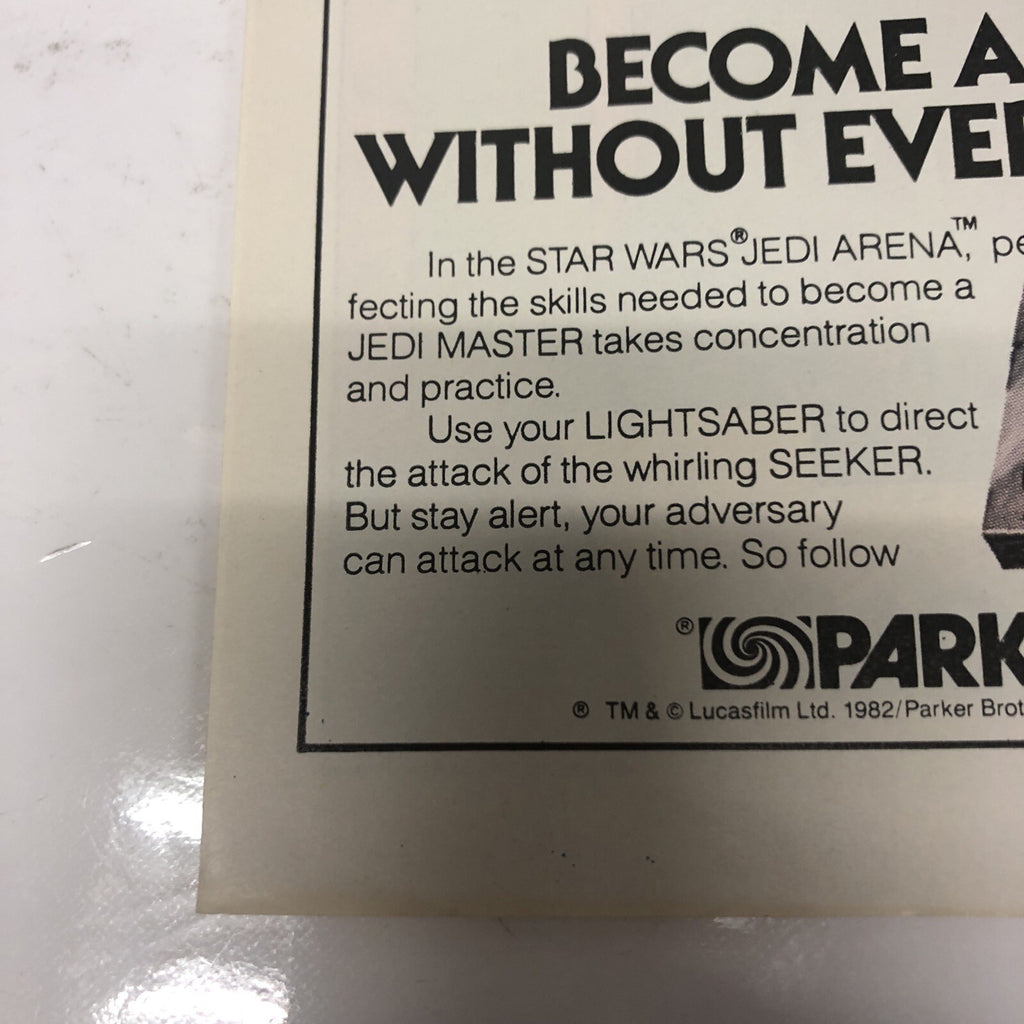 BECOME A
WITHOUT EVE
In the STAR WARS® JEDI ARENA,™ pe
fecting the skills needed to become a
JEDI MASTER takes concentration
and practice.
Use your LIGHTSABER to direct
the attack of the whirling SEEKER.
But stay alert, your adversary
can attack at any time. So follow
® PARK
® TM & © Lucasfilm Ltd. 1982/Parker Brot